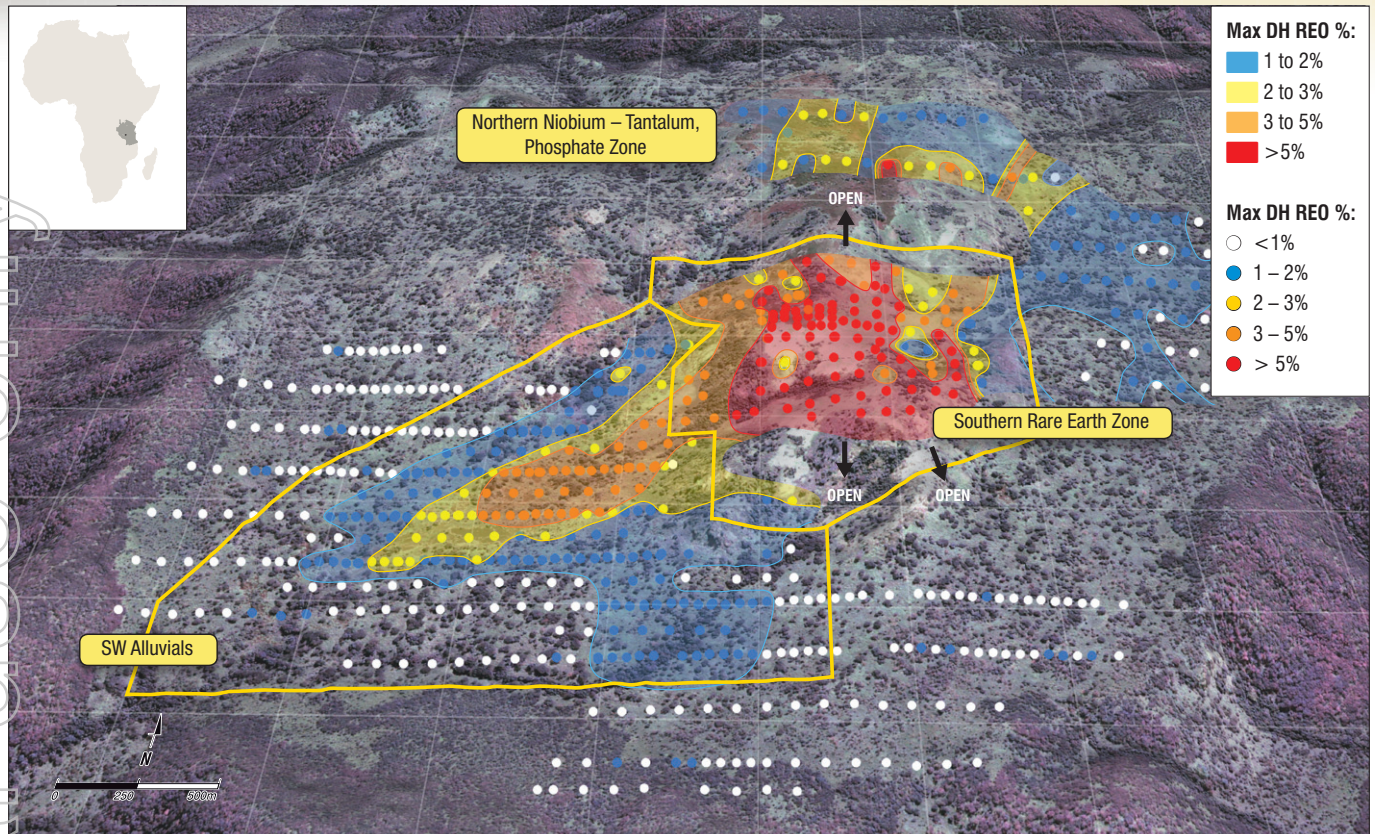 Max DH REO %:
1 to 2%
2 to 3%
3 to 5%
>5%
Max DH REO %:
<1%
1 – 2%
2 – 3%
3 – 5%
> 5%
Northern Niobium – Tantalum,
Phosphate Zone
OPEN
Southern Rare Earth Zone
OPEN
OPEN
SW Alluvials
N
0 250 500m